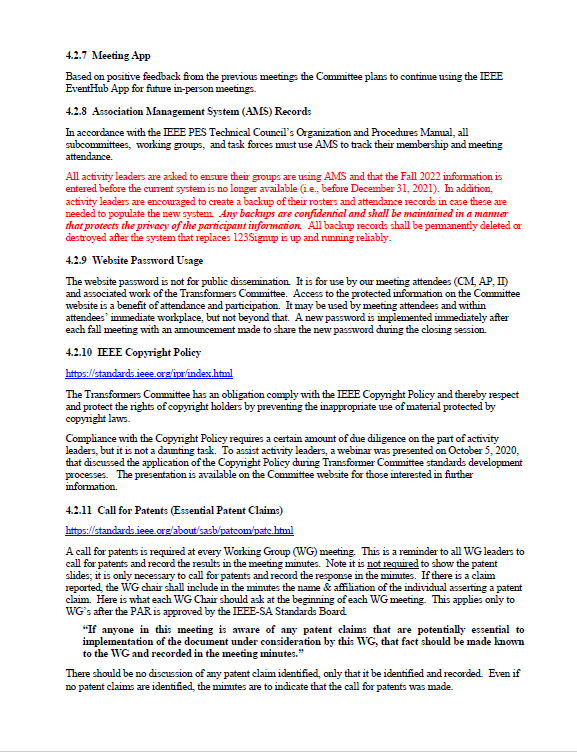 4.2.7 Meeting App
Based on positive feedback from the previous meetings the Committee plans to continue using the IEEE
EventHub App for future in-person meetings.
4.2.8 Association Management System (AMS) Records
In accordance with the IEEE PES Technical Council's Organization and Procedures Manual, all
subcommittees, working groups, and task forces must use AMS to track their membership and meeting
attendance.
All activity leaders are asked to ensure their groups are using AMS and that the Fall 2022 information is
entered before the current system is no longer available (i.e., before December 31, 2021). In addition,
activity leaders are encouraged to create a backup of their rosters and attendance records in case these are
needed to populate the new system. Any backups are confidential and shall be maintained in a manner
that protects the privacy of the participant information. All backup records shall be permanently deleted or
destroyed after the system that replaces 123Signup is up and running reliably.
4.2.9 Website Password Usage
The website password is not for public dissemination. It is for use by our meeting attendees (CM, AP, II)
and associated work of the Transformers Committee. Access to the protected information on the Committee
website is a benefit of attendance and participation. It may be used by meeting attendees and within
attendees' immediate workplace, but not beyond that. A new password is implemented immediately after
each fall meeting with an announcement made to share the new password during the closing session.
4.2.10 IEEE Copyright Policy
https://standards.ieee.org/ipr/index.html
The Transformers Committee has an obligation comply with the IEEE Copyright Policy and thereby respect
and protect the rights of copyright holders by preventing the inappropriate use of material protected by
copyright laws.
Compliance with the Copyright Policy requires a certain amount of due diligence on the part of activity
leaders, but it is not a daunting task. To assist activity leaders, a webinar was presented on October 5, 2020,
that discussed the application of the Copyright Policy during Transformer Committee standards development
processes. The presentation is available on the Committee website for those interested in further
information.
4.2.11 Call for Patents (Essential Patent Claims)
https://standards.ieee.org/about/sasb/patcom/patc.html
A call for patents is required at every Working Group (WG) meeting. This is a reminder to all WG leaders to
call for patents and record the results in the meeting minutes. Note it is not required to show the patent
slides; it is only necessary to call for patents and record the response in the minutes. If there is a claim
reported, the WG chair shall include in the minutes the name & affiliation of the individual asserting a patent
claim. Here is what each WG Chair should ask at the beginning of each WG meeting. This applies only to
WG's after the PAR is approved by the IEEE-SA Standards Board.
"If anyone in this meeting is aware of any patent claims that are potentially essential to
implementation of the document under consideration by this WG, that fact should be made known
to the WG and recorded in the meeting minutes."
There should be no discussion of any patent claim identified, only that it be identified and recorded. Even if
no patent claims are identified, the minutes are to indicate that the call for patents was made.